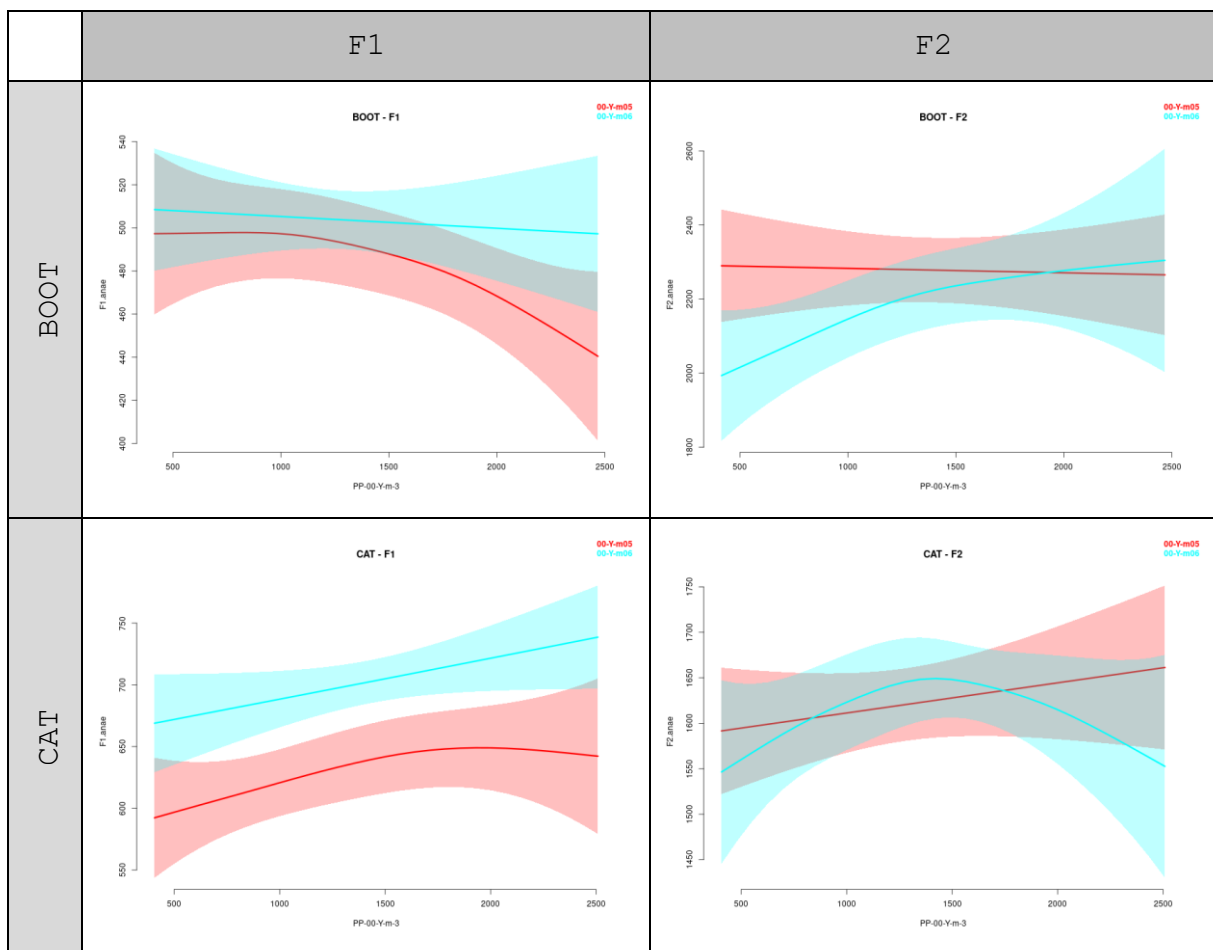 F1
F2
BOOT
BOOT - F1
00-Y-m05
00-Y-m06
F1.anae
540
520
500
480
460
440
420
400
500
1000
1500
2000
2500
PP-00-Y-m-3
BOOT - F2
00-Y-m05
00-Y-m06
F2.anae
2600
2400
2200
2000
1800
500
1000
1500
2000
2500
PP-00-Y-m-3
CAT
CAT - F1
00-Y-m05
00-Y-m06
F1.anae
750
700
650
600
550
500
1000
1500
2000
2500
PP-00-Y-m-3
CAT - F2
00-Y-m05
00-Y-m06
F2.anae
1750
1700
1650
1600
1550
1500
1450
500
1000
1500
2000
2500
PP-00-Y-m-3